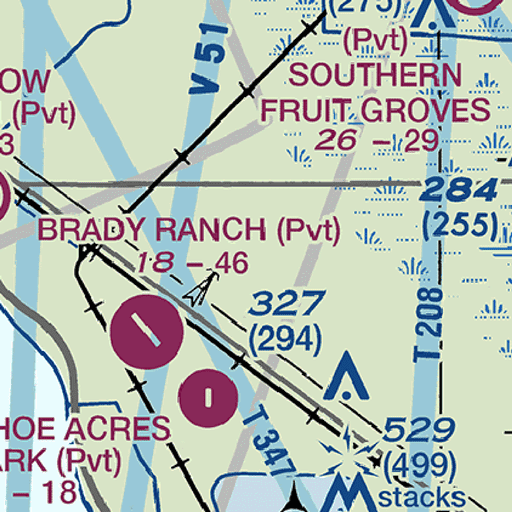 (275)
V 51
(Pvt)
SOUTHERN
FRUIT GROVES
26 - 29
OW
(Pvt)
3
284
(255)
BRADY RANCH (Pvt)
18 - 46
327
(294)
T 208
T 347
529
(499)
stacks
HOE ACRES
ARK (Pvt)
- 18